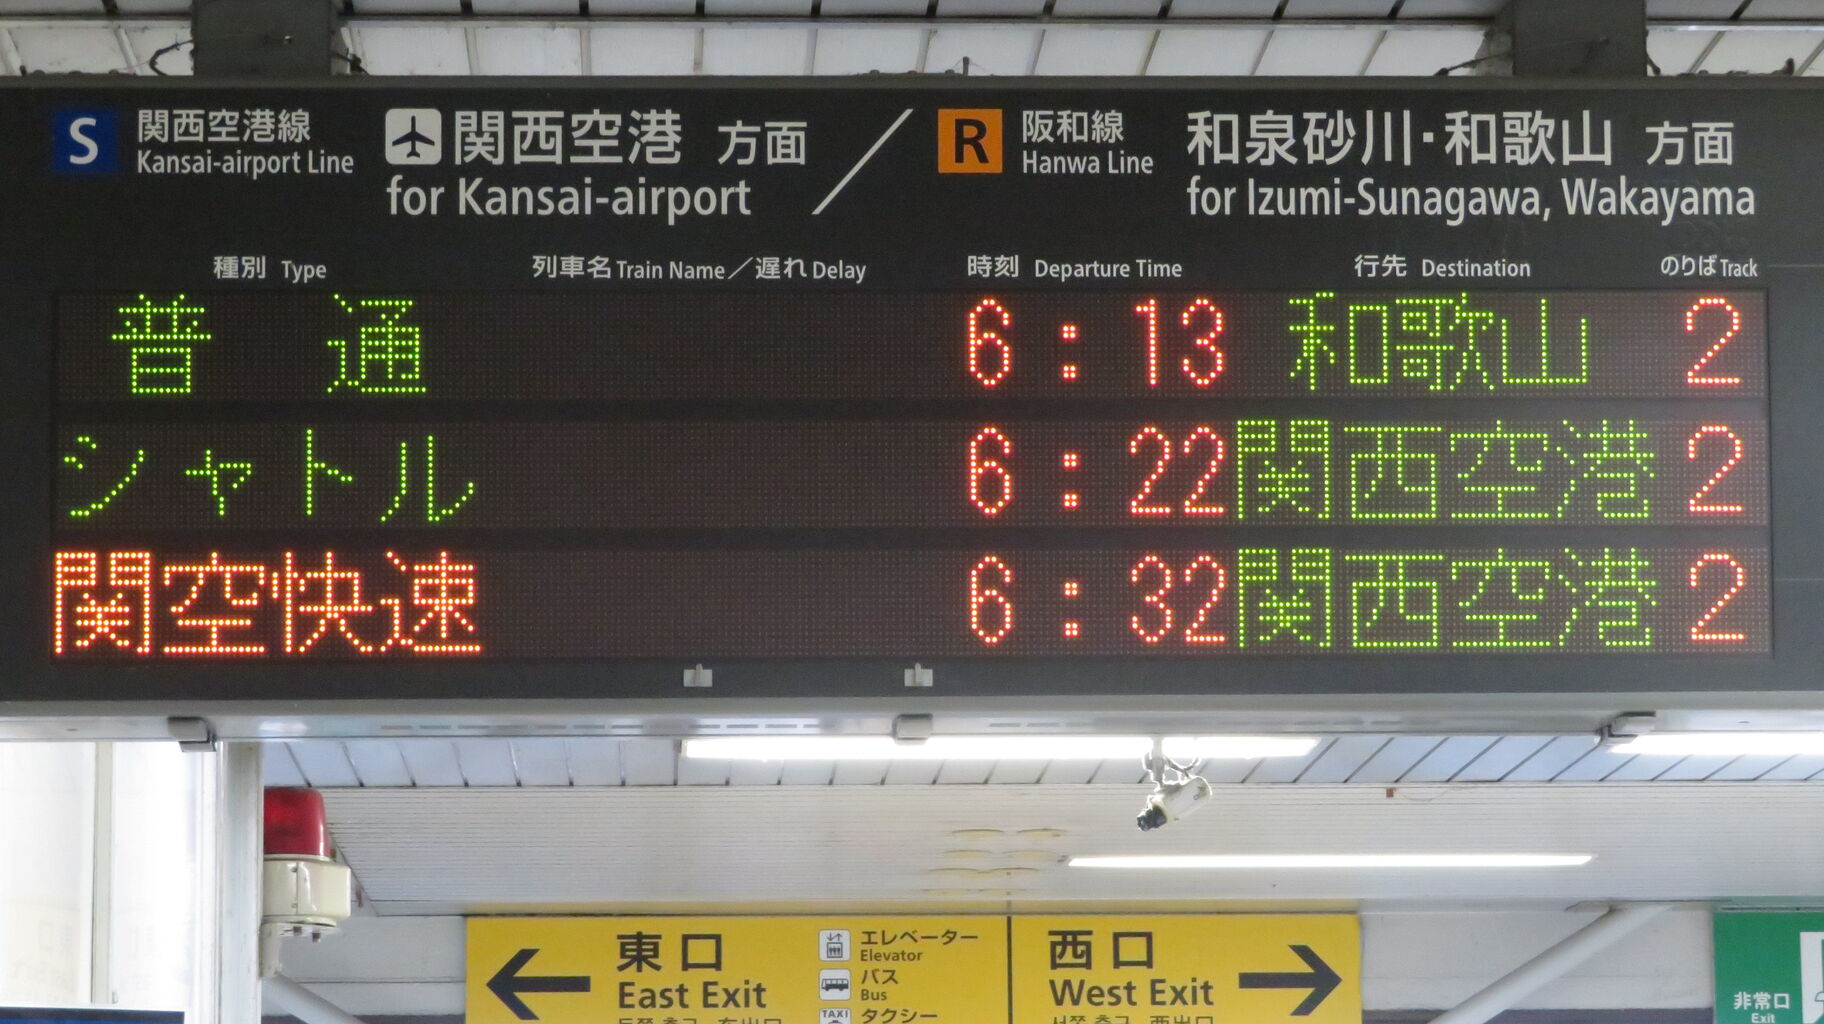 S 関西空港線 関西空港 方面 ／ R 阪和線 和泉砂川・和歌山 方面
Kansai-airport Line for Kansai-airport Hanwa Line for Izumi-Sunagawa, Wakayama
種別 Type 列車名 Train Name／遅れ Delay 時刻 Departure Time 行先 Destination のりば Track
普通 6:13 和歌山 2
シャトル 6:22 関西空港 2
関空快速 6:32 関西空港 2
← 東口 エレベーター 西口 →
Elevator
East Exit バス West Exit
Bus
TAXI タクシー
非常口
Exit